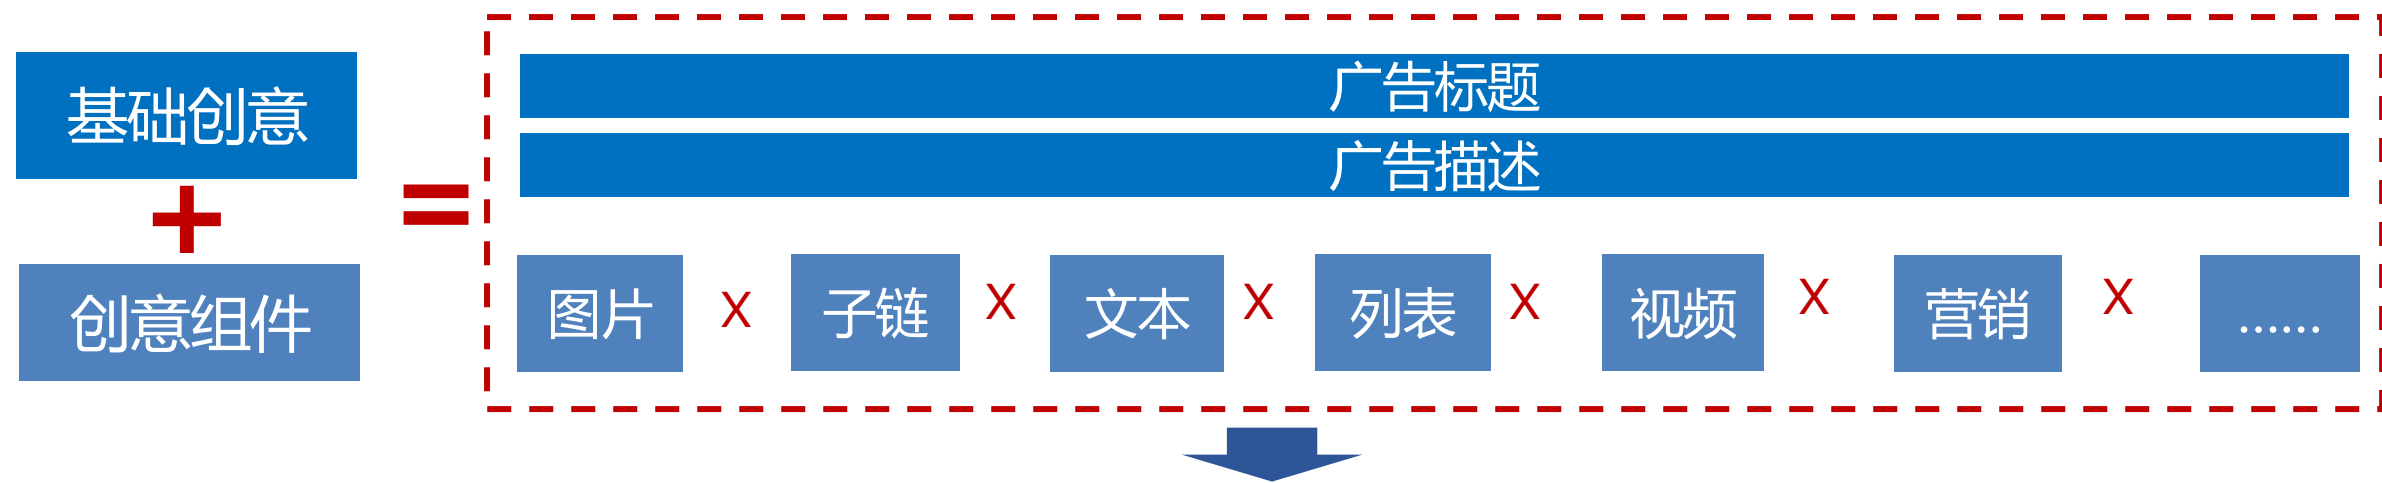 基础创意
+
创意组件
=
广告标题
广告描述
图片 X 子链 X 文本 X 列表 X 视频 X 营销 X ……